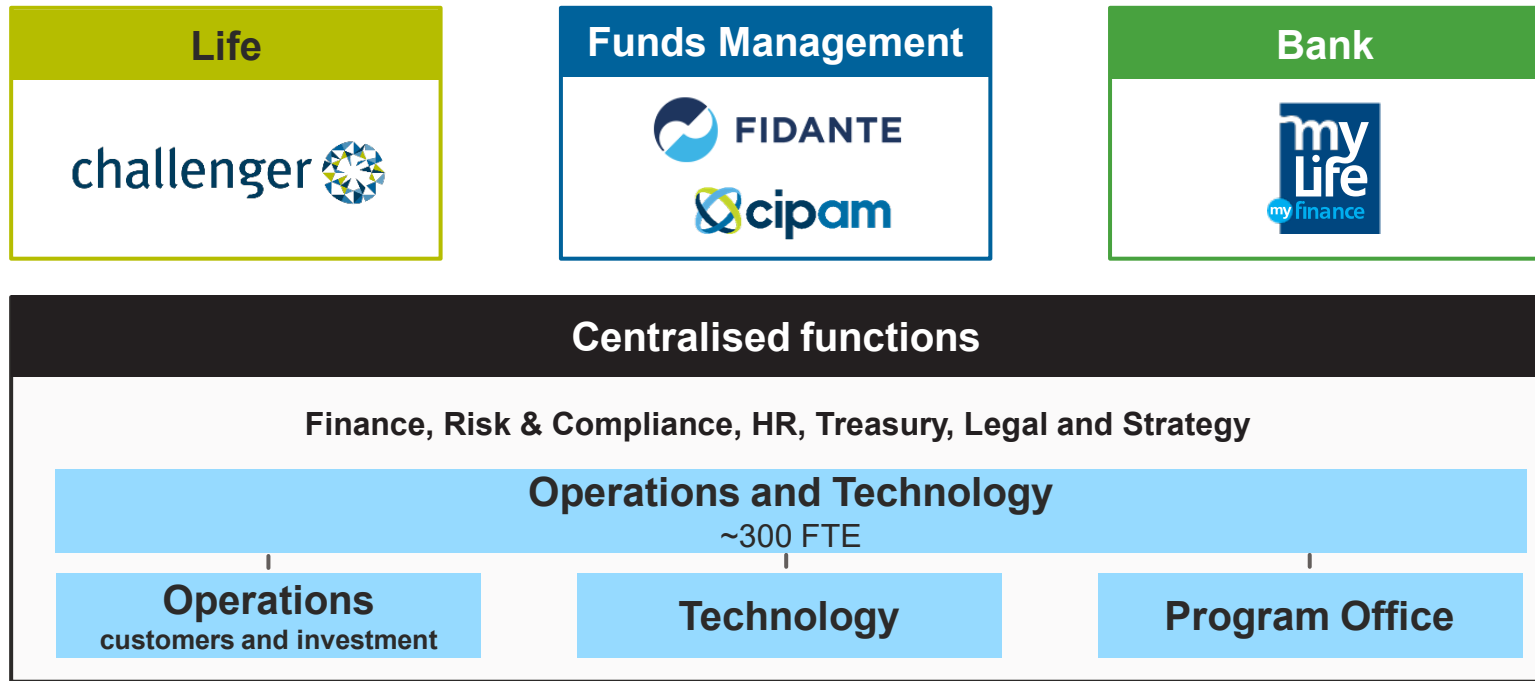 Life
Funds Management
Bank
challenger
FIDANTE
cipam
my
Life
my finance
Centralised functions
Finance, Risk & Compliance, HR, Treasury, Legal and Strategy
Operations and Technology
~300 FTE
Operations
customers and investment
Technology
Program Office